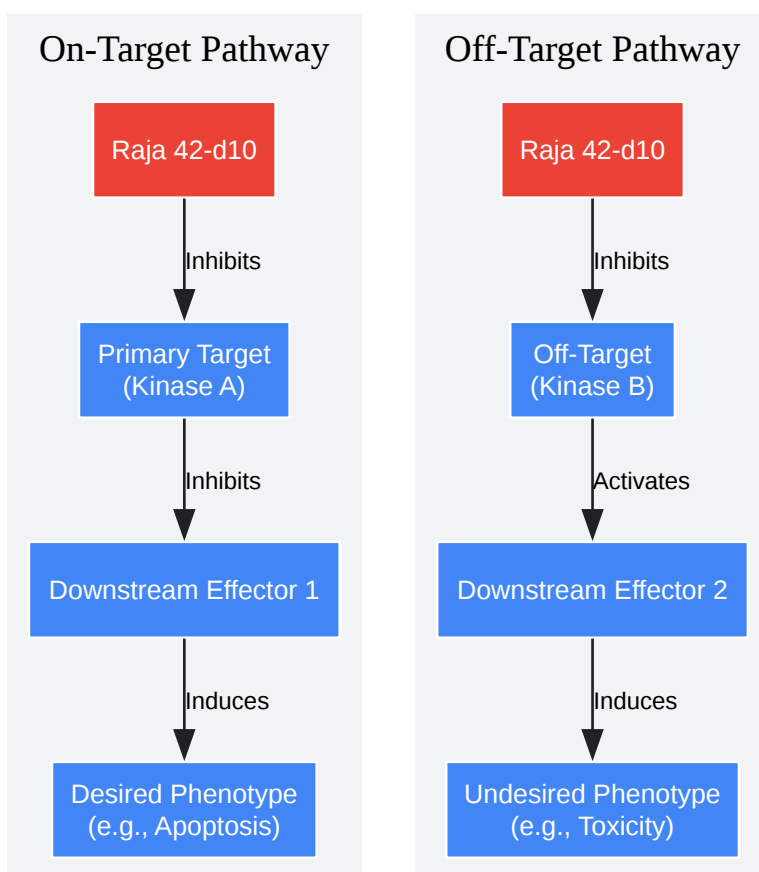 On-Target Pathway
Raja 42-d10
Inhibits
Primary Target
(Kinase A)
Inhibits
Downstream Effector 1
Induces
Desired Phenotype
(e.g., Apoptosis)
Off-Target Pathway
Raja 42-d10
Inhibits
Off-Target
(Kinase B)
Activates
Downstream Effector 2
Induces
Undesired Phenotype
(e.g., Toxicity)